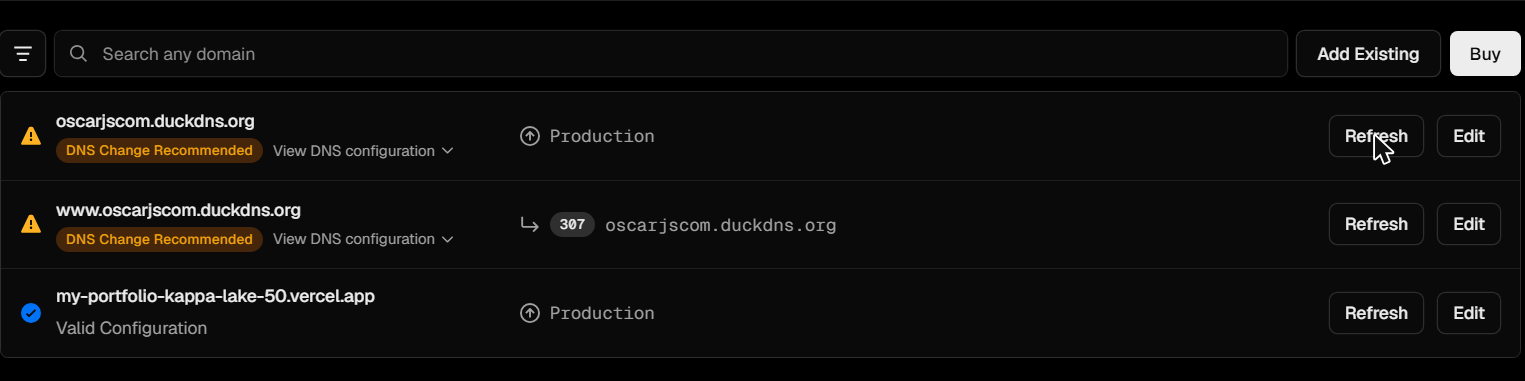 Search any domain
Add Existing
Buy
oscarjscom.duckdns.org
DNS Change Recommended
View DNS configuration
Production
Refresh
Edit
www.oscarjscom.duckdns.org
DNS Change Recommended
View DNS configuration
307
oscarjscom.duckdns.org
Refresh
Edit
my-portfolio-kappa-lake-50.vercel.app
Valid Configuration
Production
Refresh
Edit